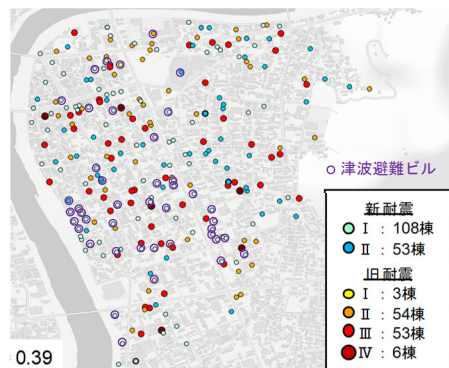 津波避難ビル
新耐震
Ⅰ : 108棟
Ⅱ : 53棟
旧耐震
Ⅰ : 3棟
Ⅱ : 54棟
Ⅲ : 53棟
Ⅳ : 6棟
0.39